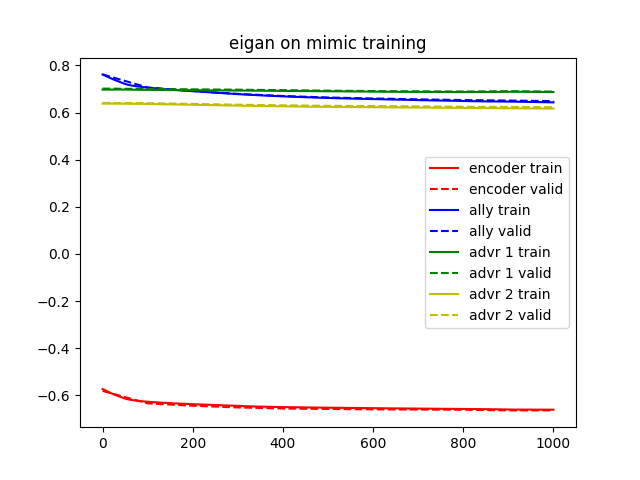 eigan on mimic training
0.8
0.6
0.4
0.2
0.0
−0.2
−0.4
−0.6
encoder train
encoder valid
ally train
ally valid
advr 1 train
advr 1 valid
advr 2 train
advr 2 valid
0 200 400 600 800 1000